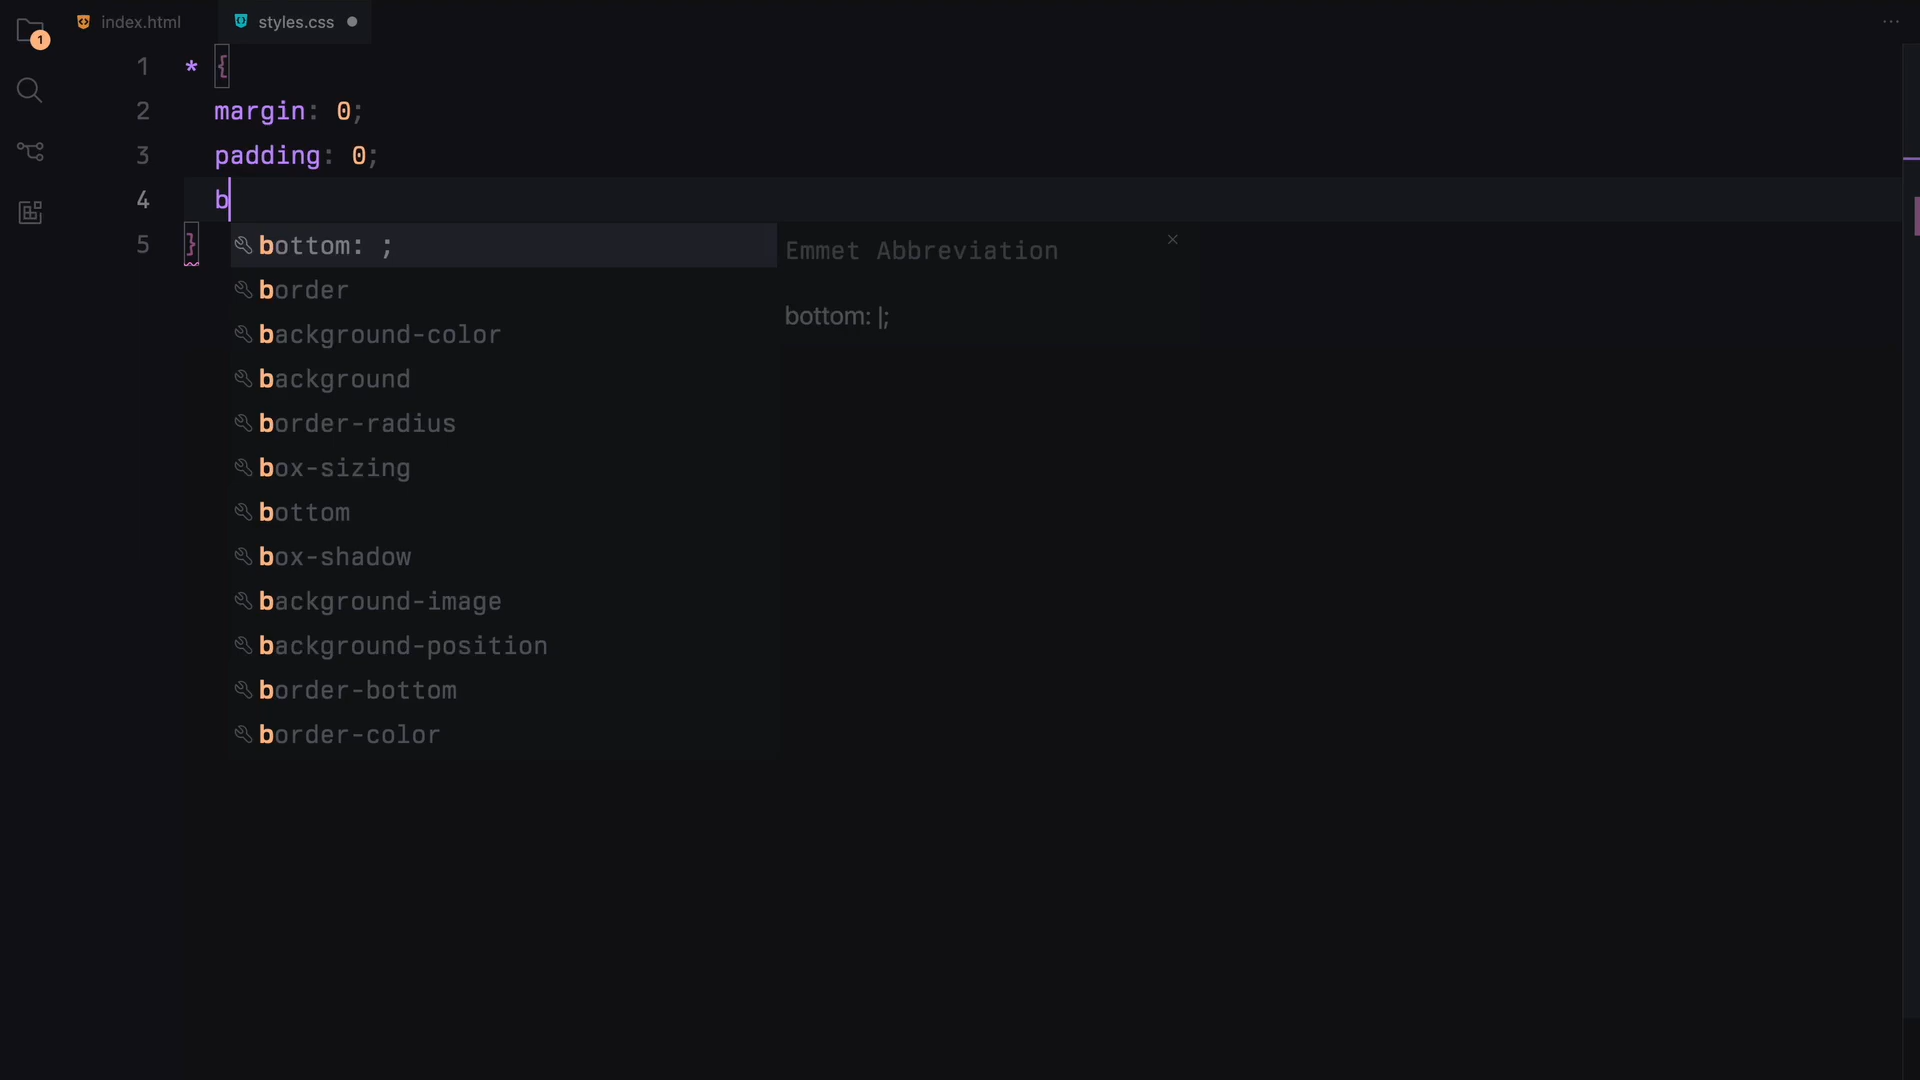 1
index.html
styles.css
...
1 * {
2 margin: 0;
3 padding: 0;
4 b
5 }
bottom: ;
border
background-color
background
border-radius
box-sizing
bottom
box-shadow
background-image
background-position
border-bottom
border-color
Emmet Abbreviation
bottom: |;